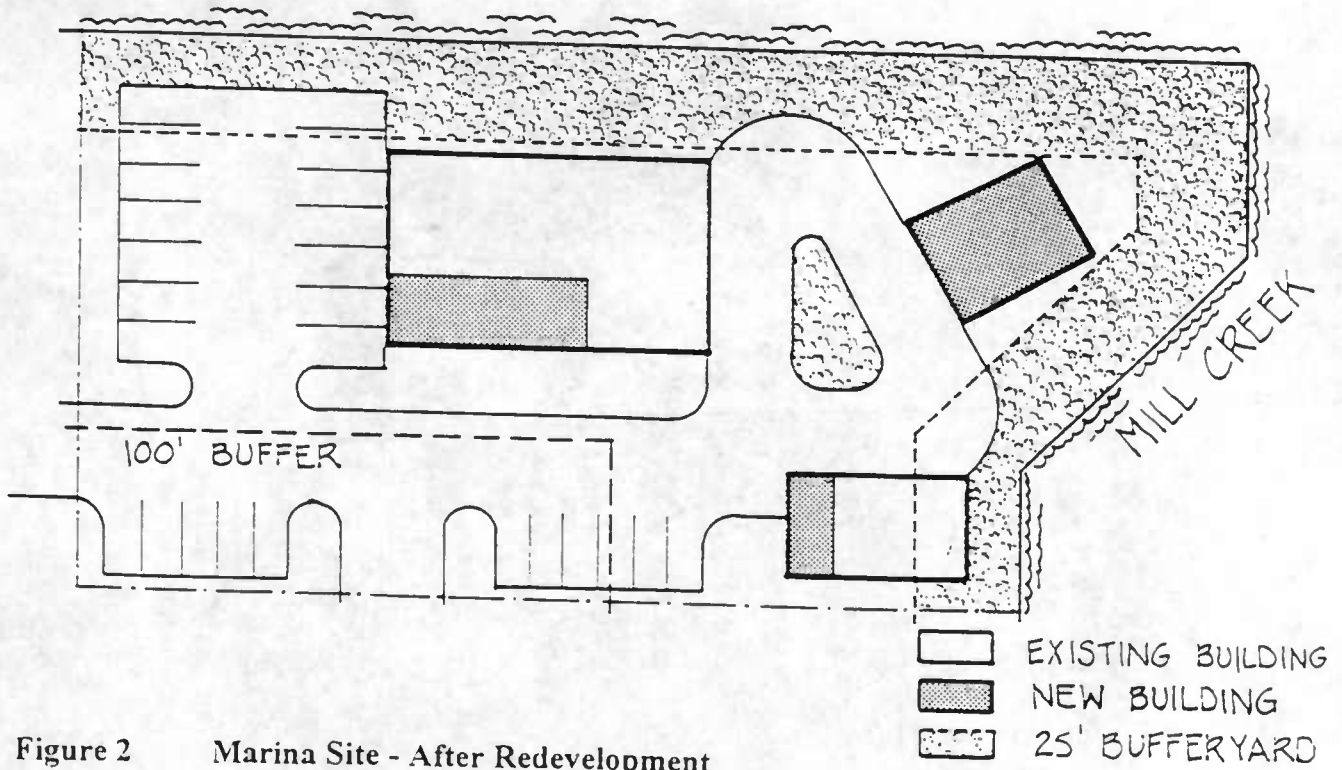 100' BUFFER
MILL CREEK
EXISTING BUILDING
NEW BUILDING
25' BUFFERYARD
Figure 2 Marina Site - After Redevelopment